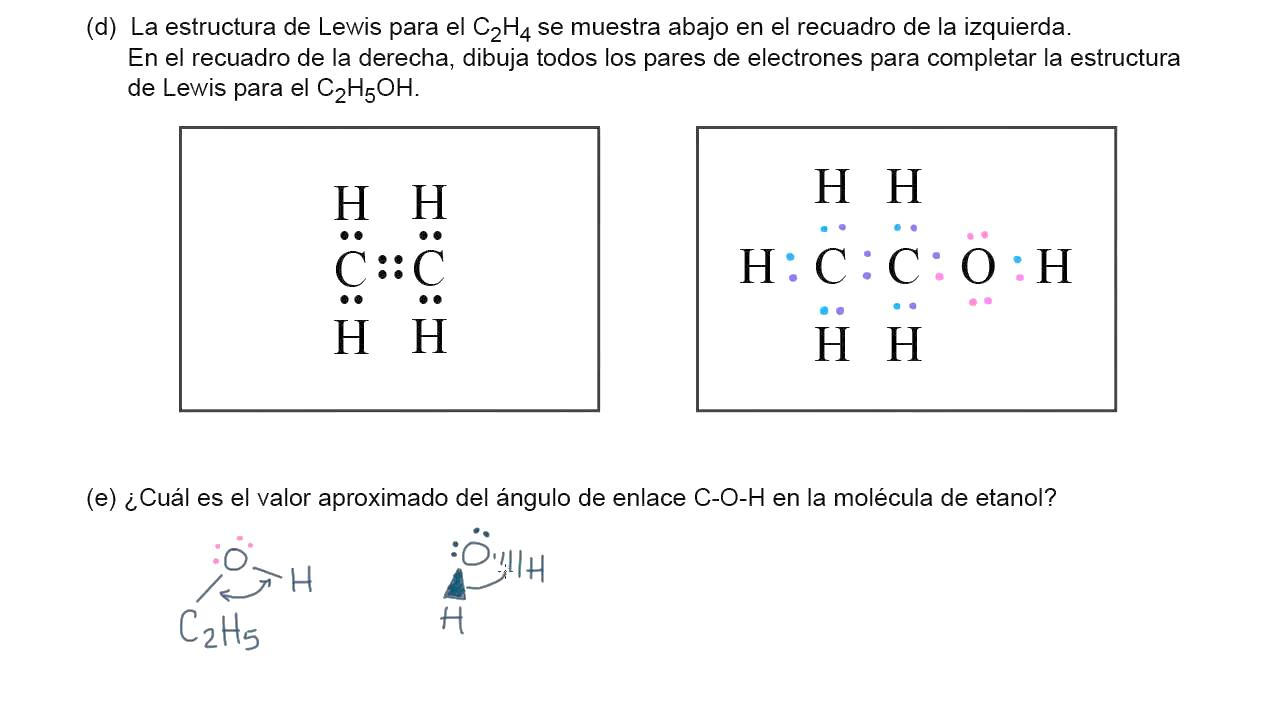 (d) La estructura de Lewis para el C2H4 se muestra abajo en el recuadro de la izquierda.
En el recuadro de la derecha, dibuja todos los pares de electrones para completar la estructura
de Lewis para el C2H5OH.
H H
C::C
H H
H H
H:C:C:O:H
H H
(e) ¿Cuál es el valor aproximado del ángulo de enlace C-O-H en la molécula de etanol?
:O H
C2H5
:O H
H